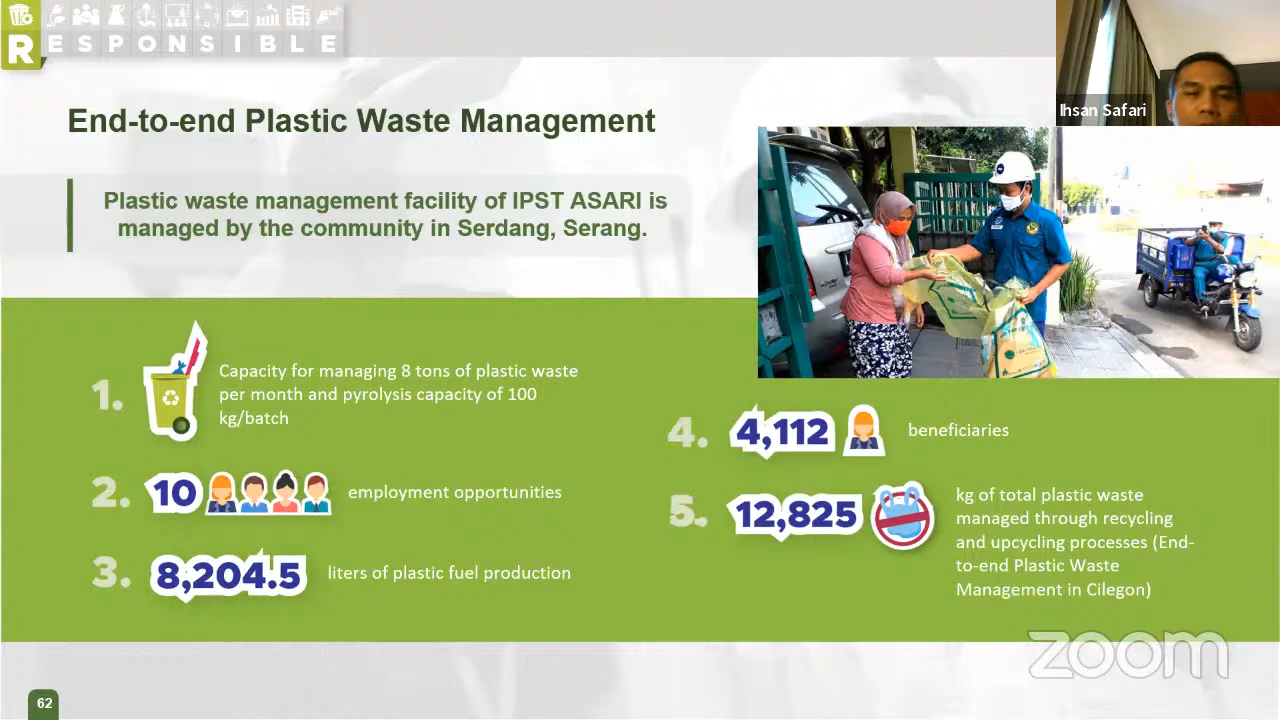 RESPONSIBLE
Ihsan Safari
End-to-end Plastic Waste Management
Plastic waste management facility of IPST ASARI is
managed by the community in Serdang, Serang.
1.
Capacity for managing 8 tons of plastic waste
per month and pyrolysis capacity of 100
kg/batch
2. 10 employment opportunities
3. 8,204.5 liters of plastic fuel production
4. 4,112 beneficiaries
5. 12,825
kg of total plastic waste
managed through recycling
and upcycling processes (End-
to-end Plastic Waste
Management in Cilegon)
zoom
62